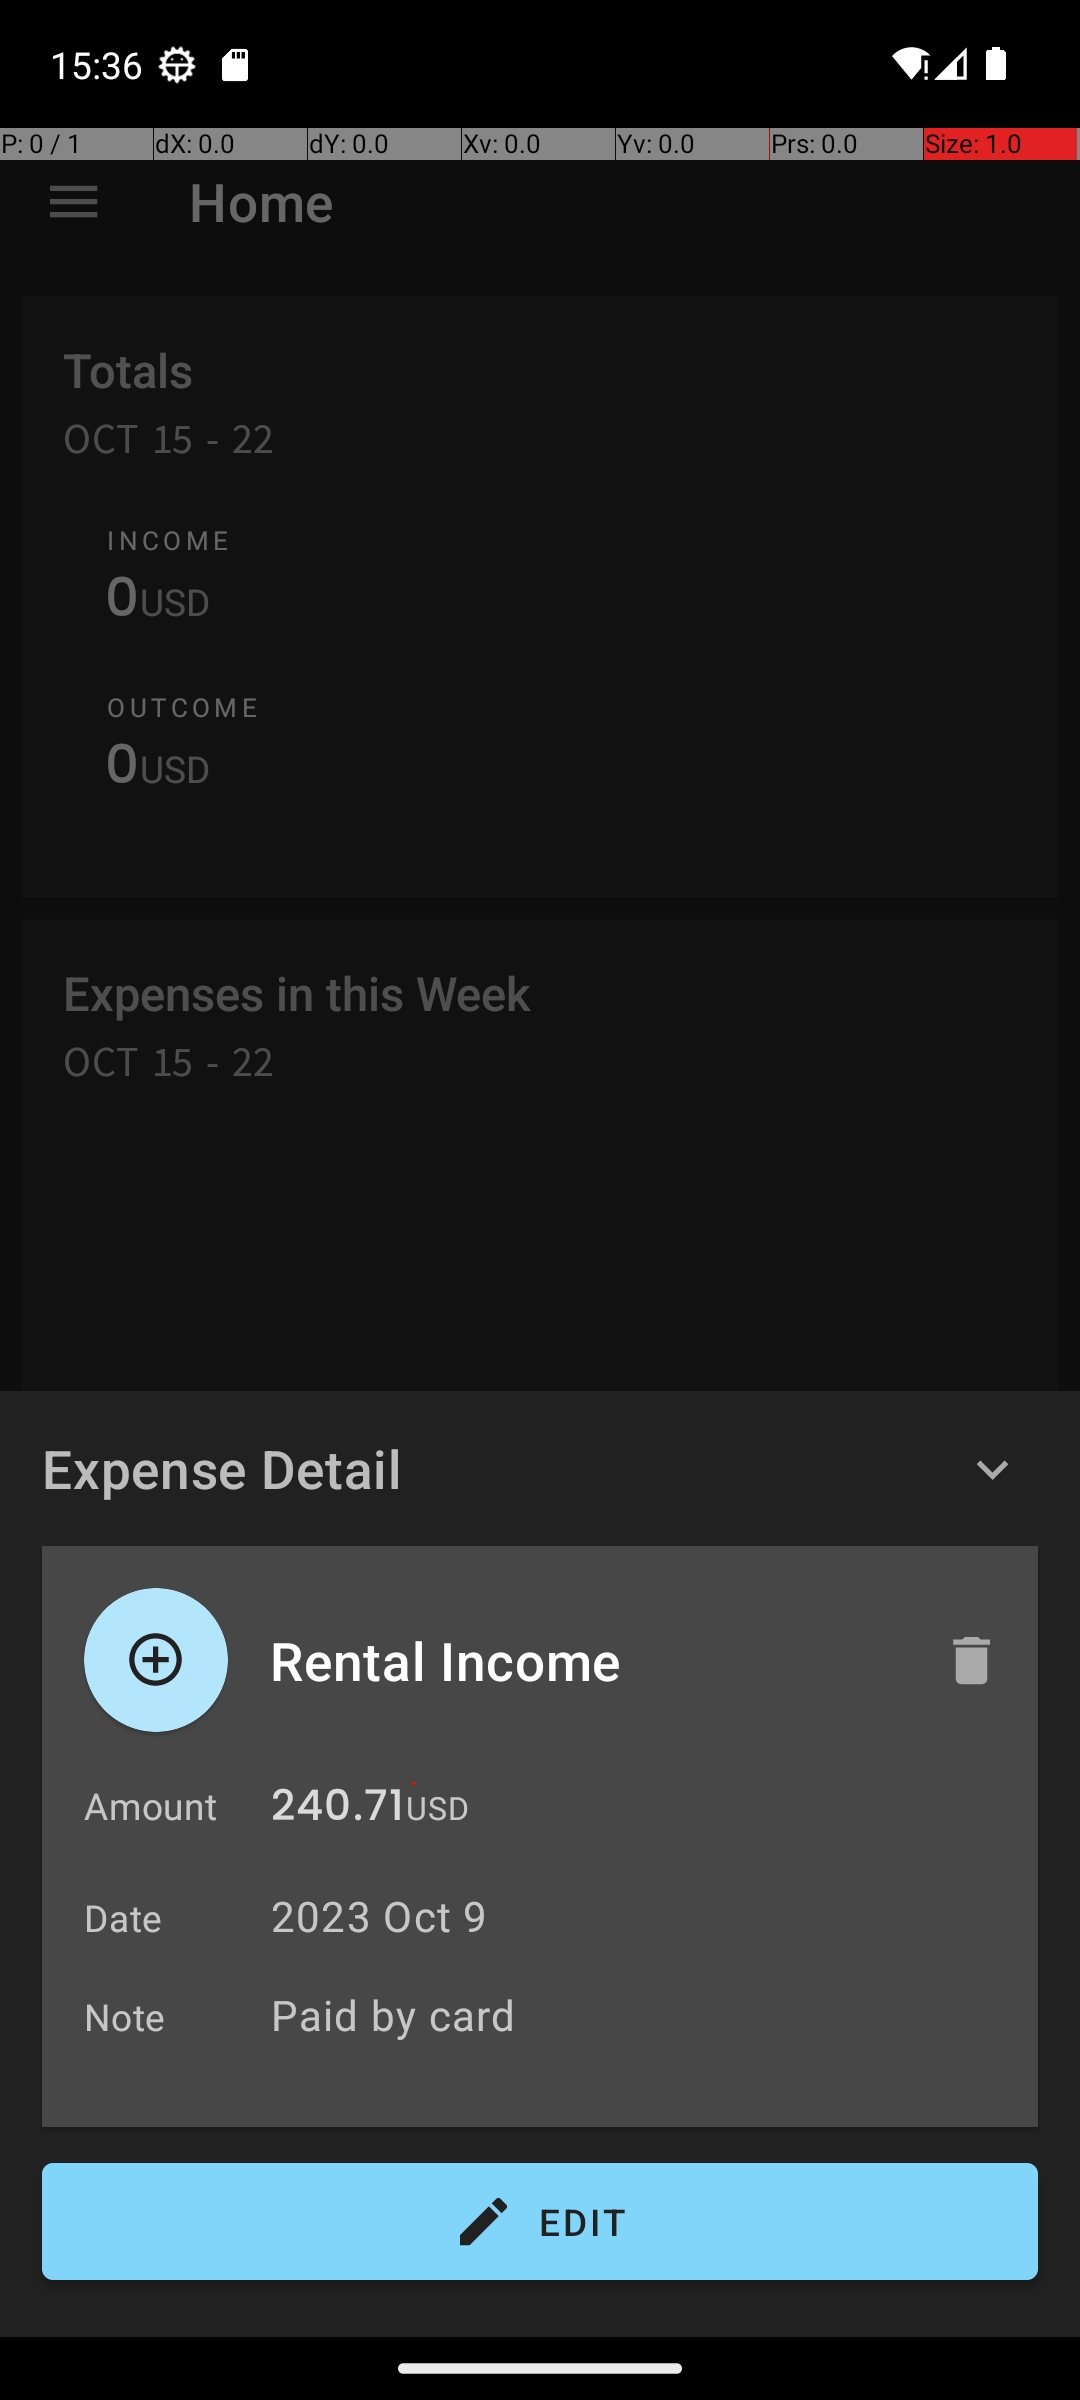 15:36
P: 0 / 1
dX: 0.0
dY: 0.0
Xv: 0.0
Yv: 0.0
Prs: 0.0
Size: 1.0
Home
Totals
OCT 15 - 22
INCOME
0USD
OUTCOME
0USD
Expenses in this Week
OCT 15 - 22
Expense Detail
Rental Income
Amount 240.71USD
Date 2023 Oct 9
Note Paid by card
EDIT